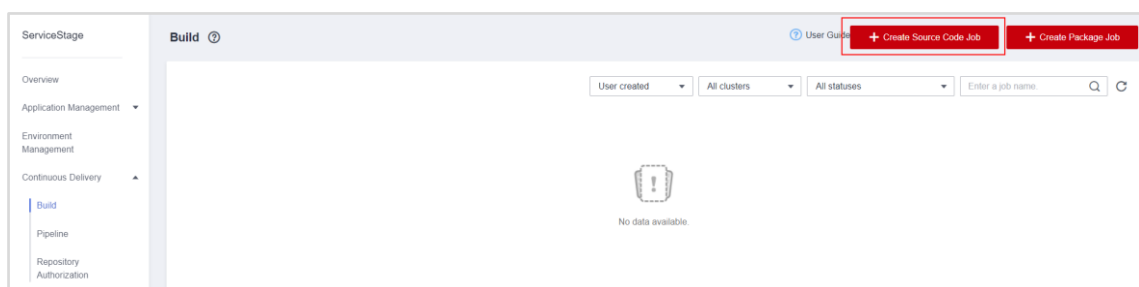 ServiceStage
Build ?
? User Guide
+ Create Source Code Job
+ Create Package Job
Overview
Application Management
Environment
Management
Continuous Delivery
Build
Pipeline
Repository
Authorization
User created
All clusters
All statuses
Enter a job name.
No data available.